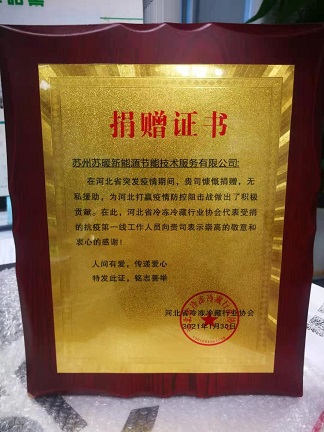 捐赠证书
苏州苏暖新能源节能技术服务有限公司:
在河北省突发疫情期间，贵司慷慨捐赠，无
私援助，为河北打赢疫情防控阻击战做出了积极
贡献。在此，河北省冷冻冷藏行业协会代表受捐
的抗疫第一线工作人员向贵司表示崇高的敬意和
衷心的感谢！
人间有爱，传递爱心
特发此证，铭志善举
河北省冷冻冷藏行业协会
2021年1月30日